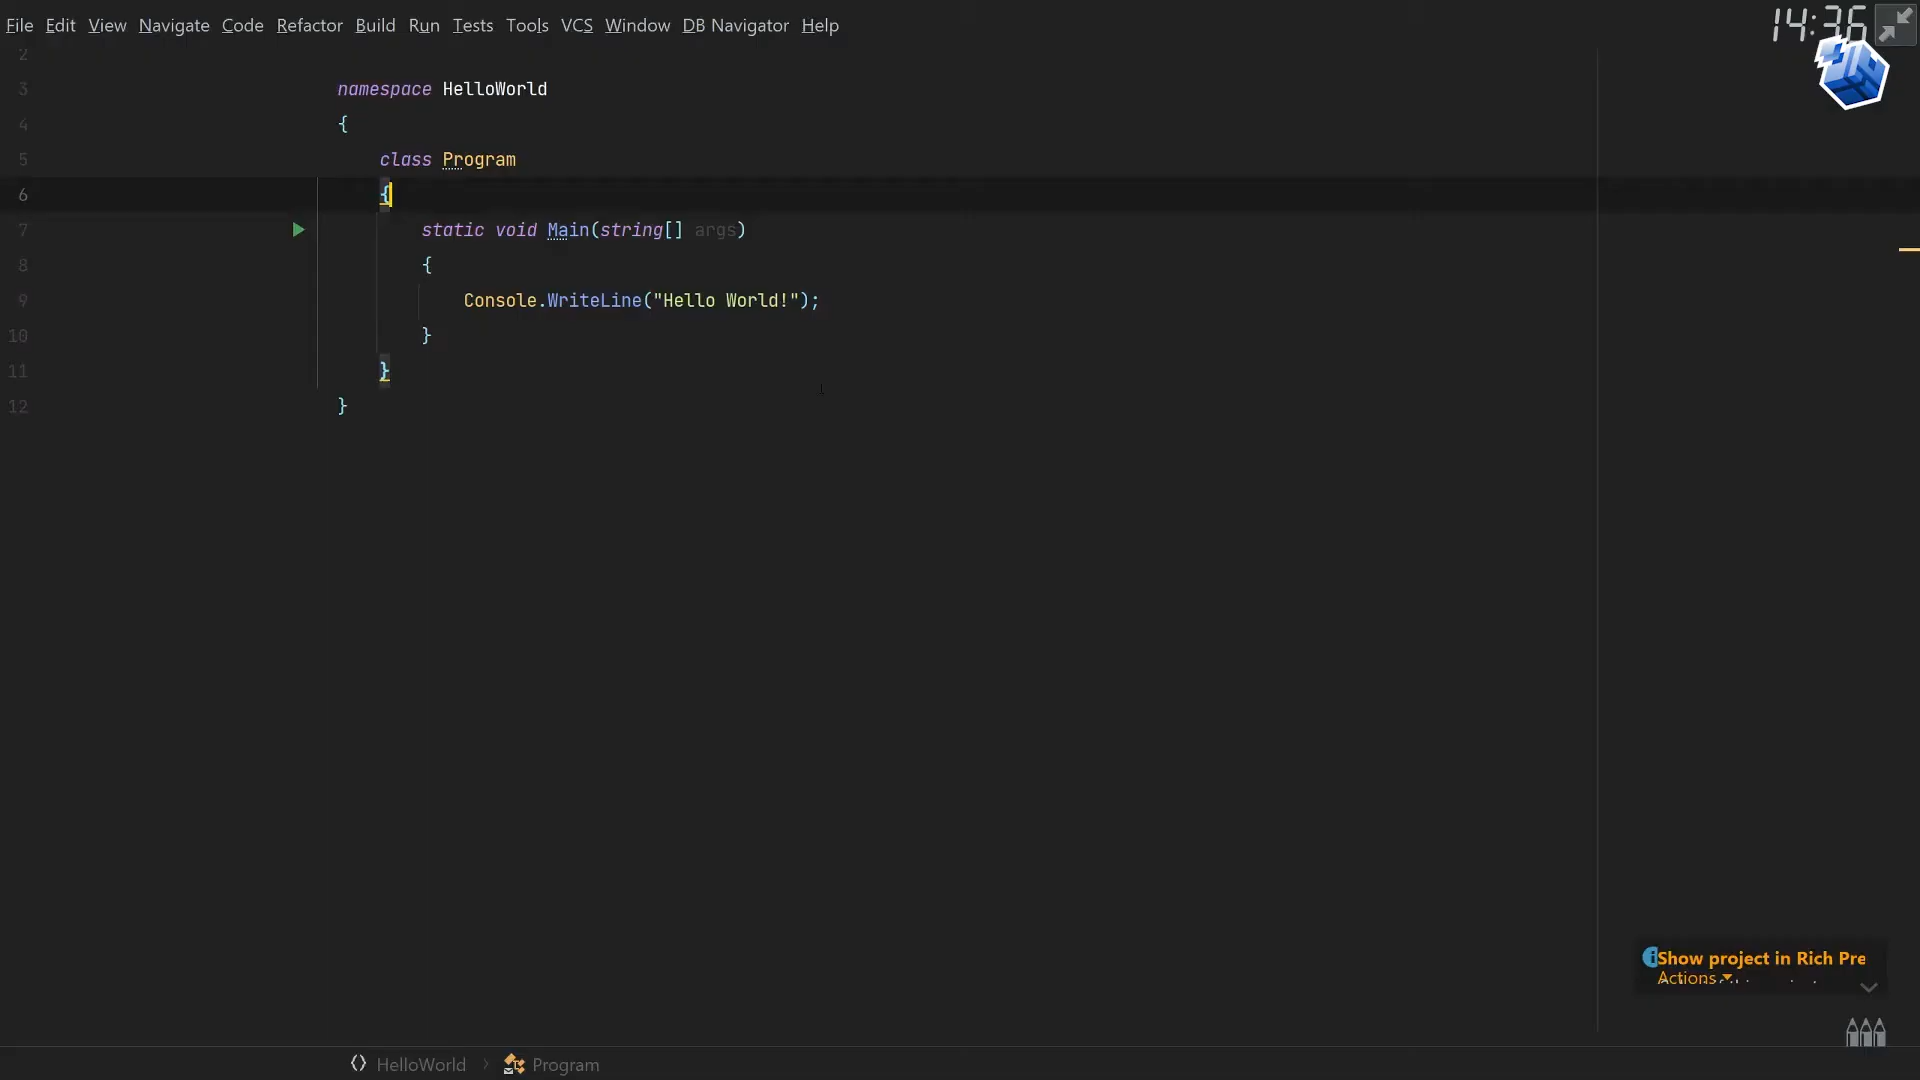 File Edit View Navigate Code Refactor Build Run Tests Tools VCS Window DB Navigator Help
14:36
2
3 namespace HelloWorld
4 {
5 class Program
6 {
7 static void Main(string[] args)
8 {
9 Console.WriteLine("Hello World!");
10 }
11 }
12 }
Show project in Rich Pre
Actions
HelloWorld Program